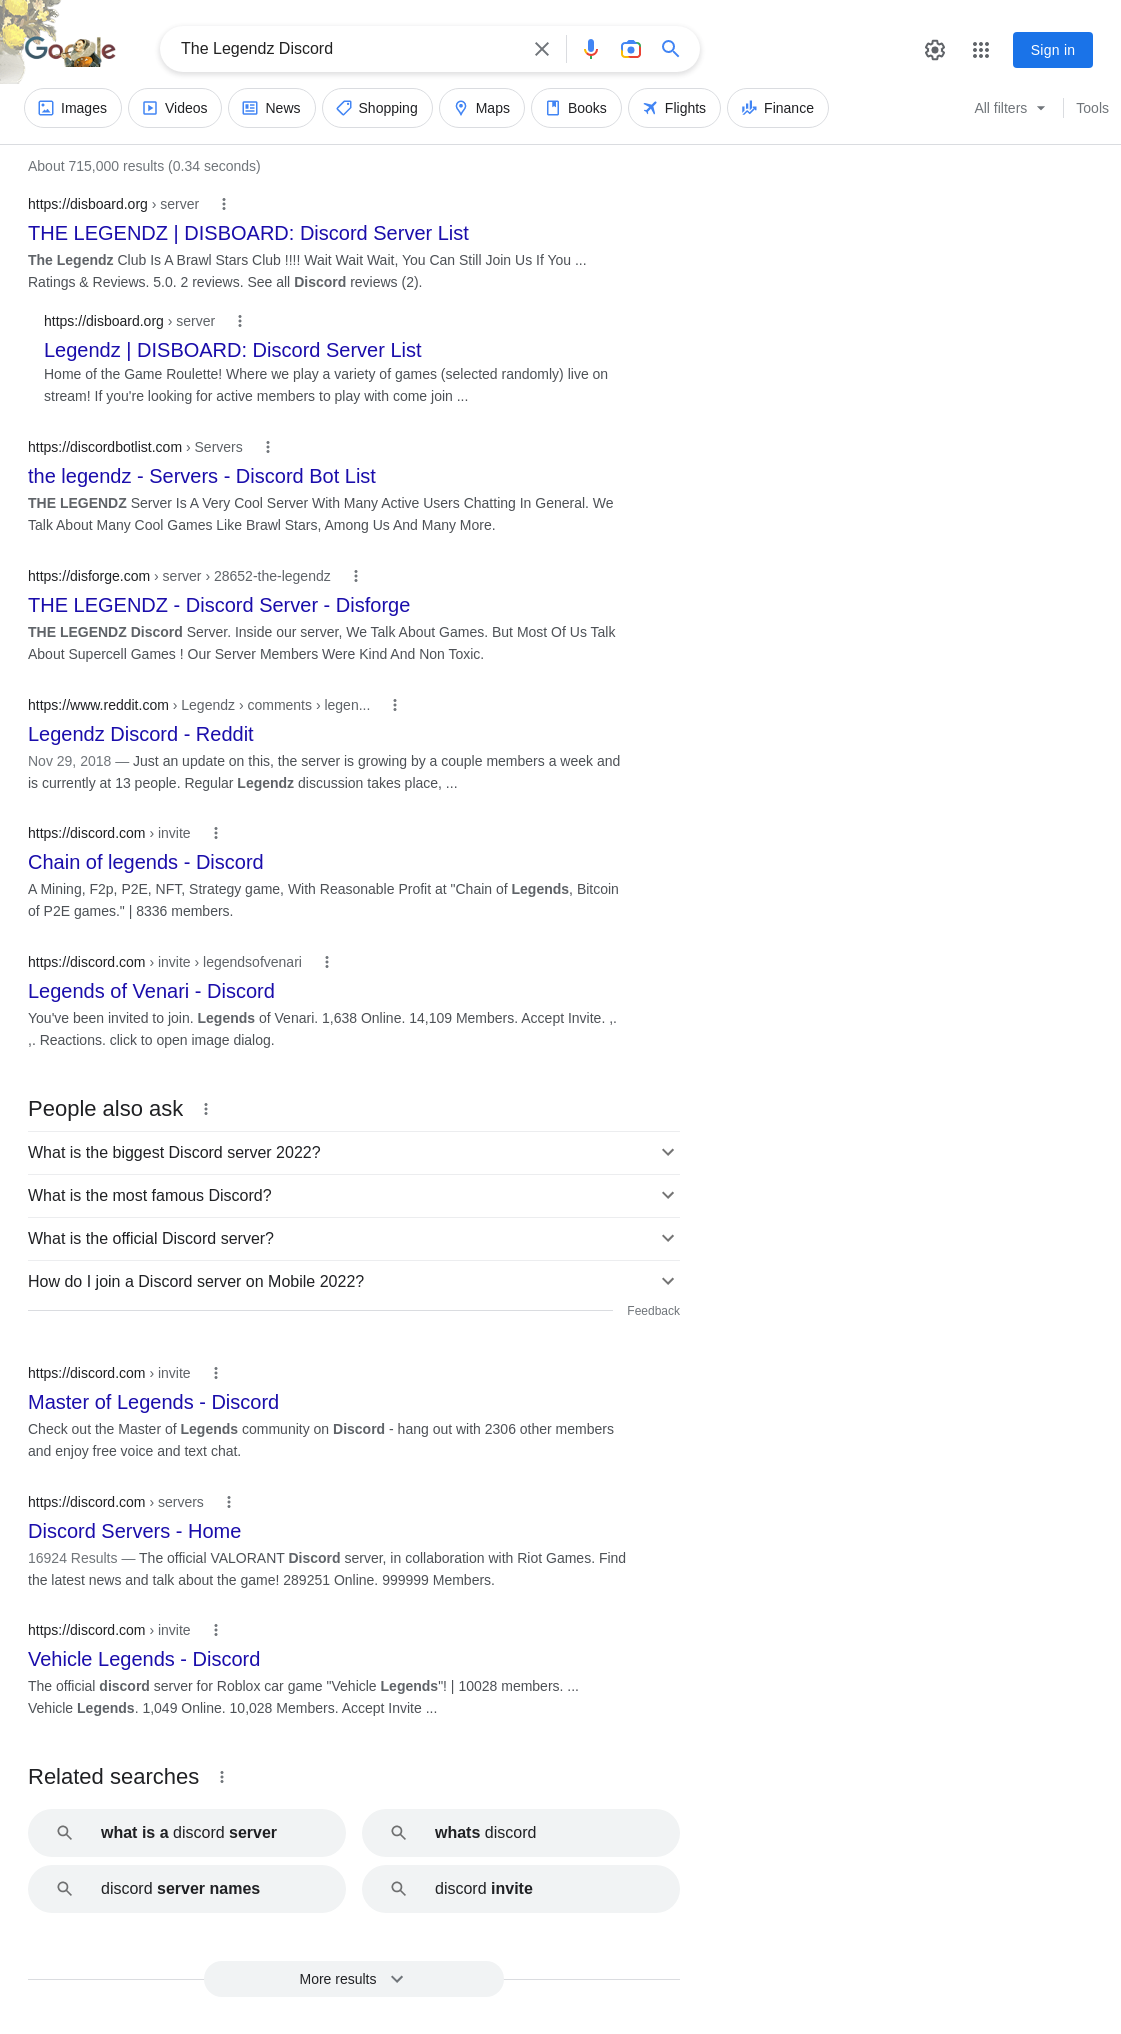 Google
The Legendz Discord
Sign in
Images
Videos
News
Shopping
Maps
Books
Flights
Finance
All filters
Tools
About 715,000 results (0.34 seconds)
https://disboard.org › server
THE LEGENDZ | DISBOARD: Discord Server List
The Legendz Club Is A Brawl Stars Club !!!! Wait Wait Wait, You Can Still Join Us If You ...
Ratings & Reviews. 5.0. 2 reviews. See all Discord reviews (2).
https://disboard.org › server
Legendz | DISBOARD: Discord Server List
Home of the Game Roulette! Where we play a variety of games (selected randomly) live on
stream! If you're looking for active members to play with come join ...
https://discordbotlist.com › Servers
the legendz - Servers - Discord Bot List
THE LEGENDZ Server Is A Very Cool Server With Many Active Users Chatting In General. We
Talk About Many Cool Games Like Brawl Stars, Among Us And Many More.
https://disforge.com › server › 28652-the-legendz
THE LEGENDZ - Discord Server - Disforge
THE LEGENDZ Discord Server. Inside our server, We Talk About Games. But Most Of Us Talk
About Supercell Games ! Our Server Members Were Kind And Non Toxic.
https://www.reddit.com › Legendz › comments › legen...
Legendz Discord - Reddit
Nov 29, 2018 — Just an update on this, the server is growing by a couple members a week and
is currently at 13 people. Regular Legendz discussion takes place, ...
https://discord.com › invite
Chain of legends - Discord
A Mining, F2p, P2E, NFT, Strategy game, With Reasonable Profit at "Chain of Legends, Bitcoin
of P2E games." | 8336 members.
https://discord.com › invite › legendsofvenari
Legends of Venari - Discord
You've been invited to join. Legends of Venari. 1,638 Online. 14,109 Members. Accept Invite. ,.
,. Reactions. click to open image dialog.
People also ask
What is the biggest Discord server 2022?
What is the most famous Discord?
What is the official Discord server?
How do I join a Discord server on Mobile 2022?
Feedback
https://discord.com › invite
Master of Legends - Discord
Check out the Master of Legends community on Discord - hang out with 2306 other members
and enjoy free voice and text chat.
https://discord.com › servers
Discord Servers - Home
16924 Results — The official VALORANT Discord server, in collaboration with Riot Games. Find
the latest news and talk about the game! 289251 Online. 999999 Members.
https://discord.com › invite
Vehicle Legends - Discord
The official discord server for Roblox car game "Vehicle Legends"! | 10028 members. ...
Vehicle Legends. 1,049 Online. 10,028 Members. Accept Invite ...
Related searches
what is a discord server
whats discord
discord server names
discord invite
More results